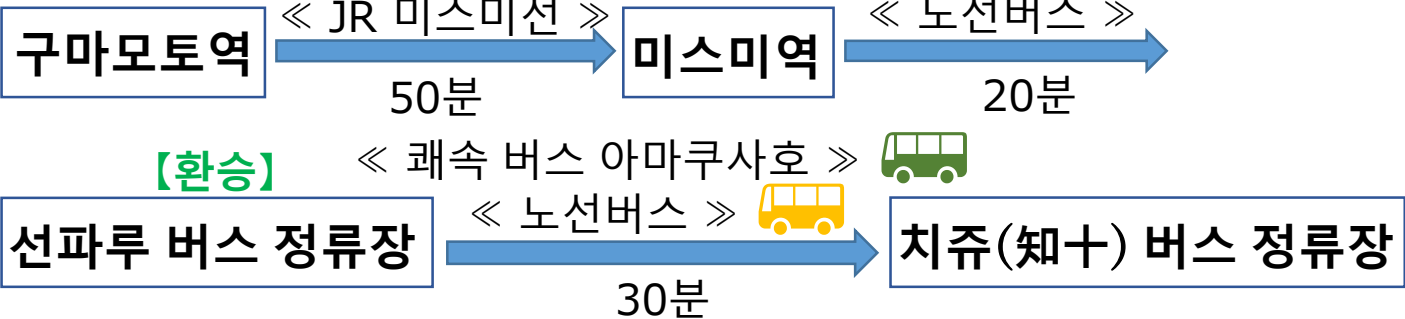 ≪ JR 미스미선 ≫
≪ 노선버스 ≫
구마모토역
미스미역
50분
20분
【환승】
≪ 쾌속 버스 아마쿠사호 ≫
≪ 노선버스 ≫
선파루 버스 정류장
치쥬(知十) 버스 정류장
30분